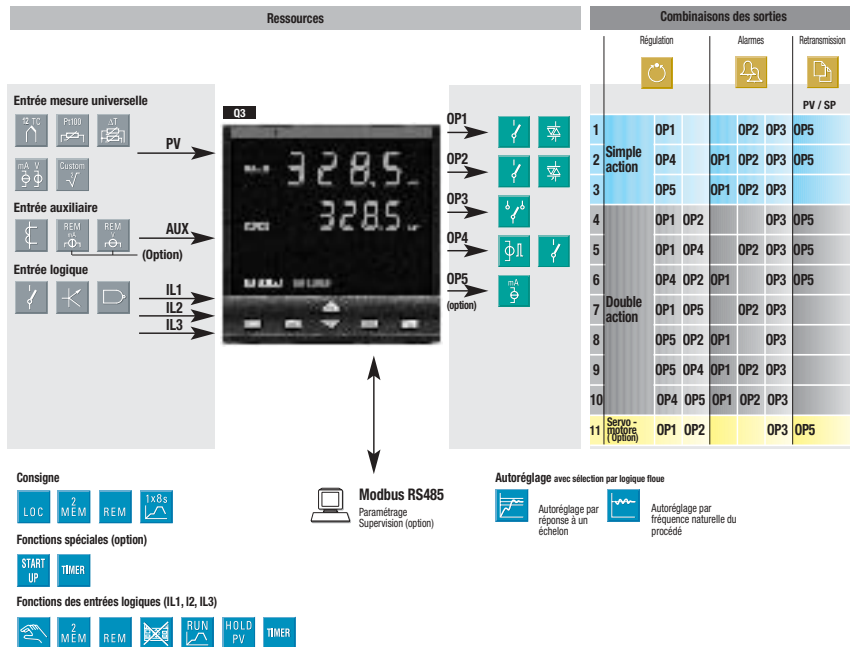 Ressources
Entrée mesure universelle
12 TC
Pt100
ΔT
mA V
Custom
√
PV
Entrée auxiliaire
REM
mA
REM
V
AUX
(Option)
Entrée logique
IL1
IL2
IL3
Q3
328.5
328.5
OP1
OP2
OP3
OP4
OP5
(option)
mA
Modbus RS485
Paramétrage
Supervision (option)
Consigne
LOC
2 MEM
REM
1x8s
Fonctions spéciales (option)
START UP
TIMER
Fonctions des entrées logiques (IL1, I2, IL3)
2 MEM
REM
RUN
HOLD PV
TIMER
Autoréglage avec sélection par logique floue
Autoréglage par
réponse à un
échelon
Autoréglage par
fréquence naturelle du
procédé
Combinaisons des sorties
Régulation Alarmes Retransmission
PV / SP
Simple action
1 OP1 OP2 OP3 OP5
2 OP4 OP1 OP2 OP3 OP5
3 OP5 OP1 OP2 OP3
Double action
4 OP1 OP2 OP3 OP5
5 OP1 OP4 OP2 OP3 OP5
6 OP4 OP2 OP1 OP3 OP5
7 OP1 OP5 OP2 OP3
8 OP5 OP2 OP1 OP3
9 OP5 OP4 OP1 OP2 OP3
10 OP4 OP5 OP1 OP2 OP3
Servo - motore (Option)
11 OP1 OP2 OP3 OP5